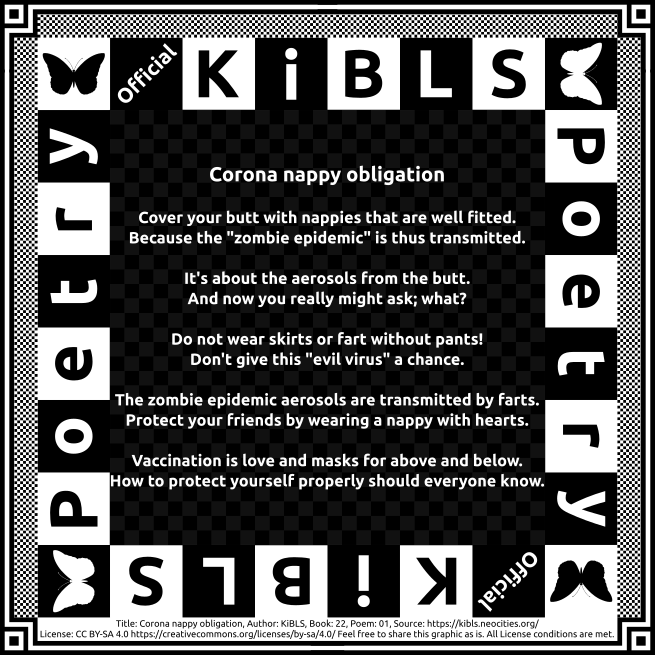 Official KiBLS
Poetry
Poetry
Corona nappy obligation
Cover your butt with nappies that are well fitted.
Because the "zombie epidemic" is thus transmitted.
It's about the aerosols from the butt.
And now you really might ask; what?
Do not wear skirts or fart without pants!
Don't give this "evil virus" a chance.
The zombie epidemic aerosols are transmitted by farts.
Protect your friends by wearing a nappy with hearts.
Vaccination is love and masks for above and below.
How to protect yourself properly should everyone know.
Official KiBLS
Title: Corona nappy obligation, Author: KiBLS, Book: 22, Poem: 01, Source: https://kibls.neocities.org/
License: CC BY-SA 4.0 https://creativecommons.org/licenses/by-sa/4.0/ Feel free to share this graphic as is. All License conditions are met.